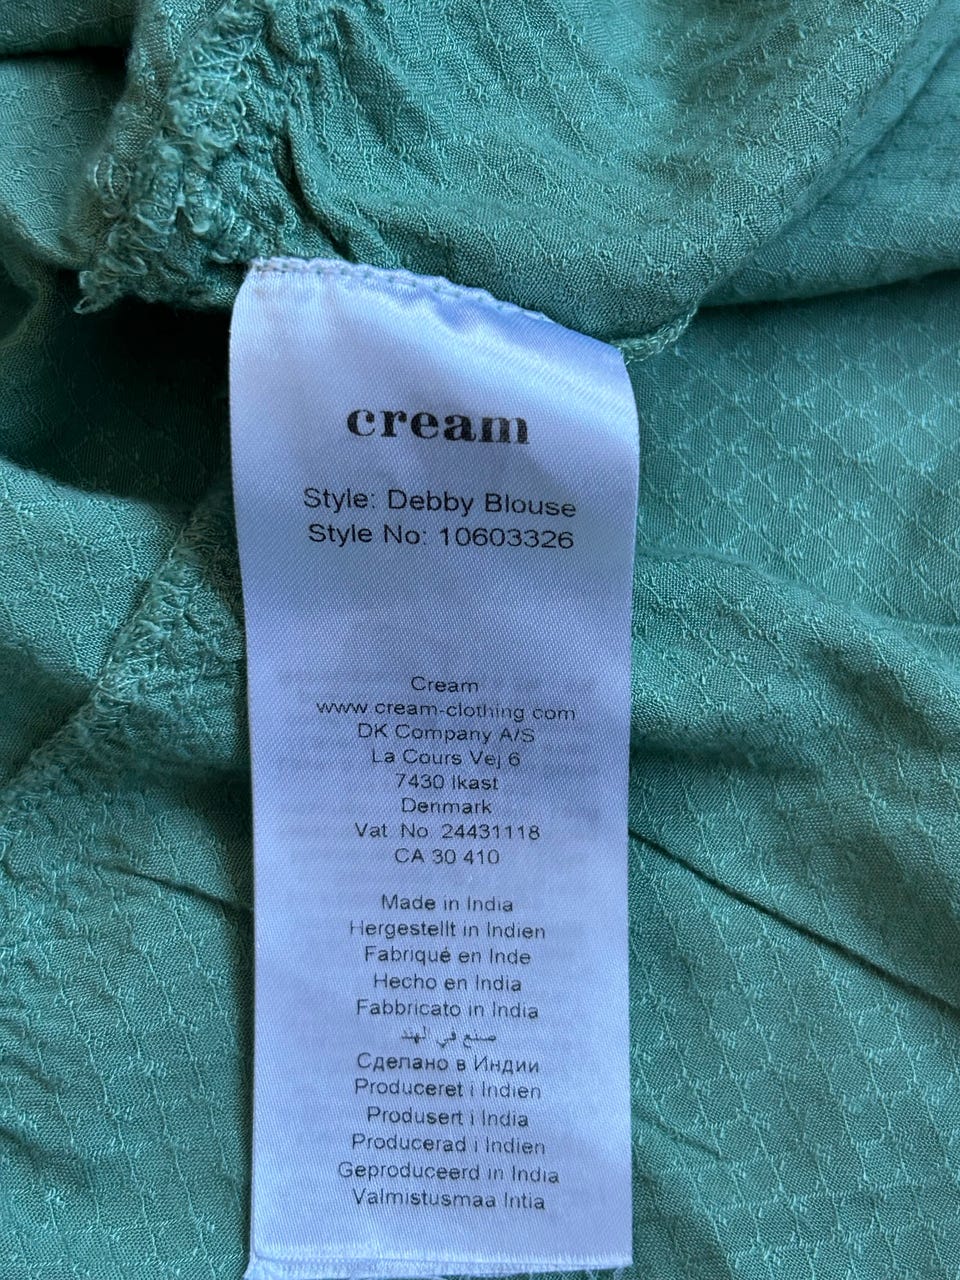 cream
Style: Debby Blouse
Style No: 10603326
Cream
www.cream-clothing.com
DK Company A/S
La Cours Vej 6
7430 Ikast
Denmark
Vat. No. 24431118
CA 30 410
Made in India
Hergestellt in Indien
Fabriqué en Inde
Hecho en India
Fabbricato in India
صنع في الهند
Сделано в Индии
Produceret i Indien
Produsert i India
Producerad i Indien
Geproduceerd in India
Valmistusmaa Intia